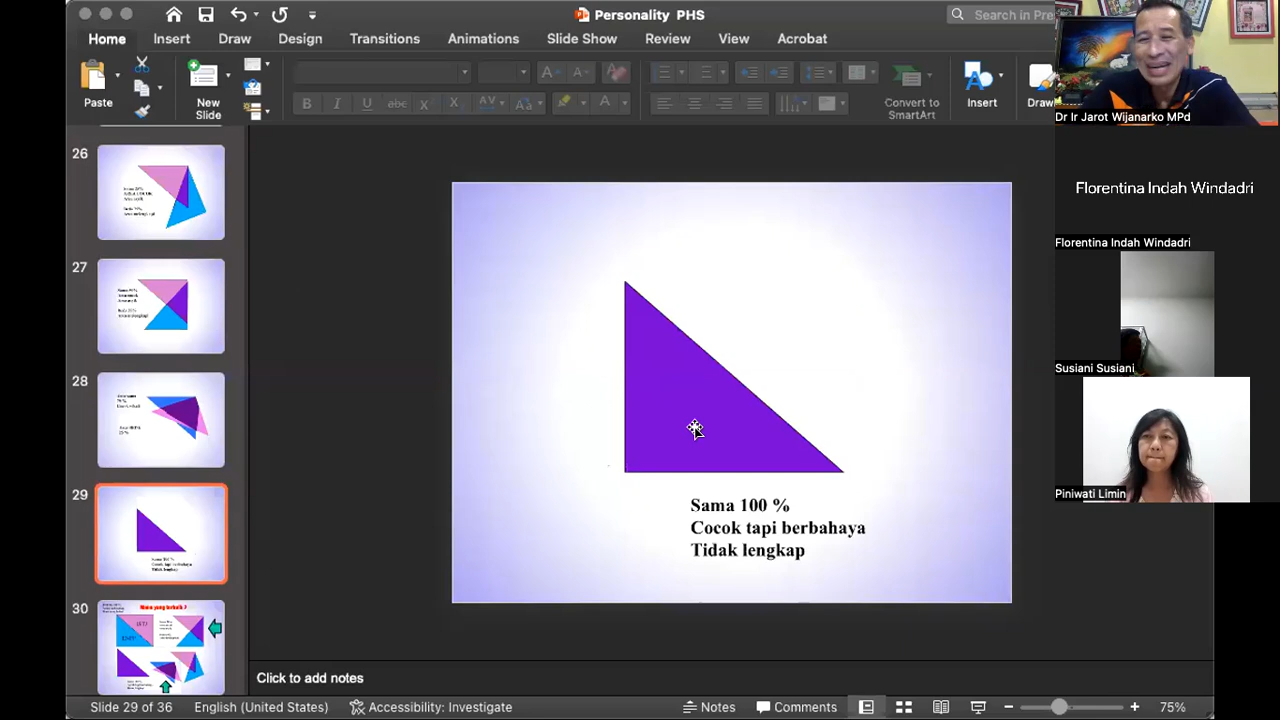 Personality PHS
Search in Pre
Home
Insert
Draw
Design
Transitions
Animations
Slide Show
Review
View
Acrobat
Paste
New
Slide
Convert to
SmartArt
Insert
Draw
26
27
28
29
30
Mana yang terbaik ?
Sama 100 %
Cocok tapi berbahaya
Tidak lengkap
Click to add notes
Slide 29 of 36
English (United States)
Accessibility: Investigate
Notes
Comments
75%
Dr Ir Jarot Wijanarko MPd
Florentina Indah Windadri
Florentina Indah Windadri
Susiani Susiani
Piniwati Limin